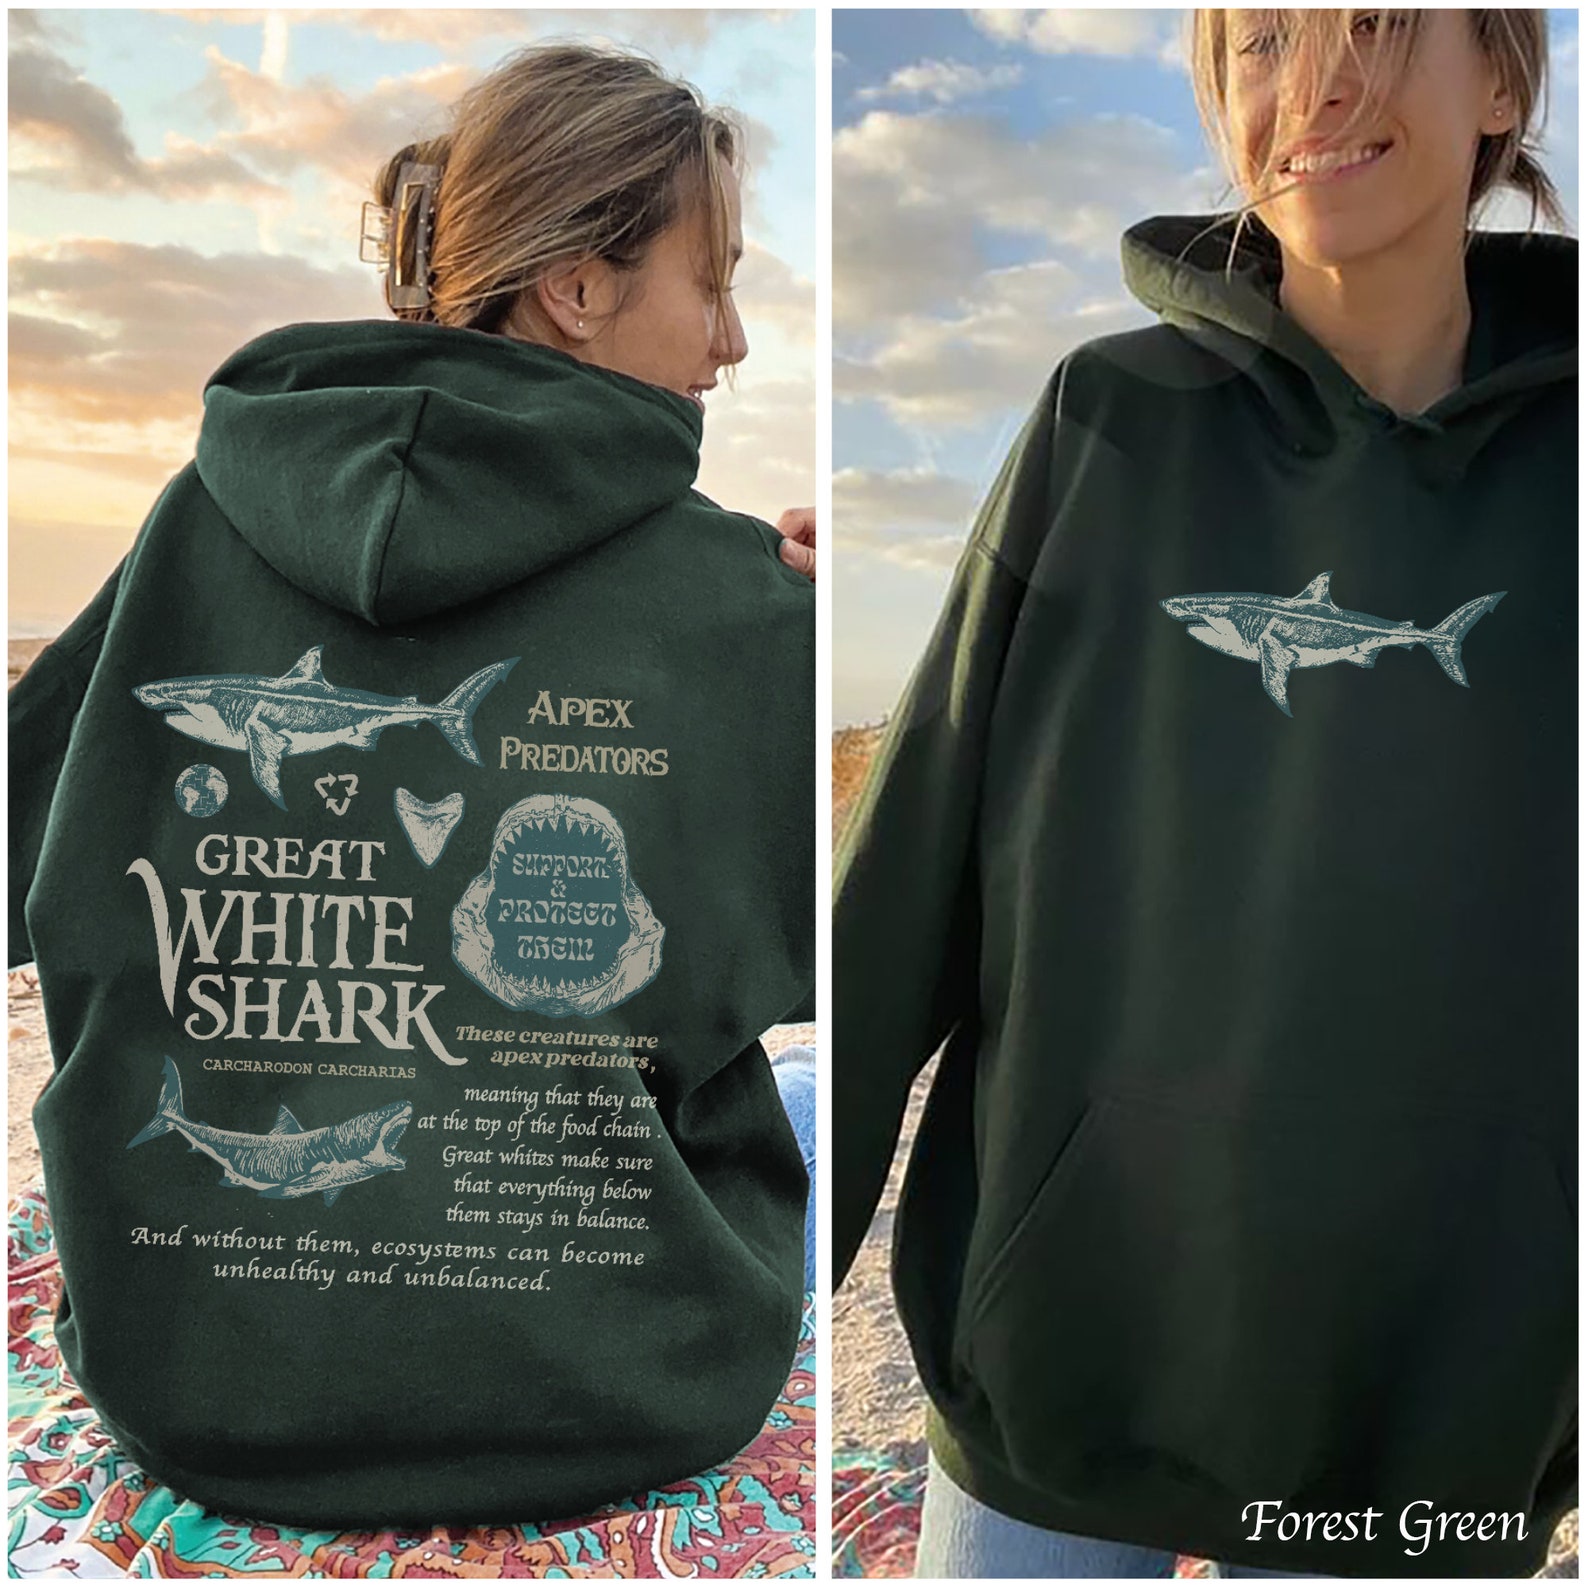 APEX
PREDATORS
GREAT
WHITE
SHARK
CARCHARODON CARCHARIAS
SUPPORT
&
PROTECT
THEM
These creatures are
apex predators,
meaning that they are
at the top of the food chain .
Great whites make sure
that everything below
them stays in balance.
And without them, ecosystems can become
unhealthy and unbalanced.
Forest Green